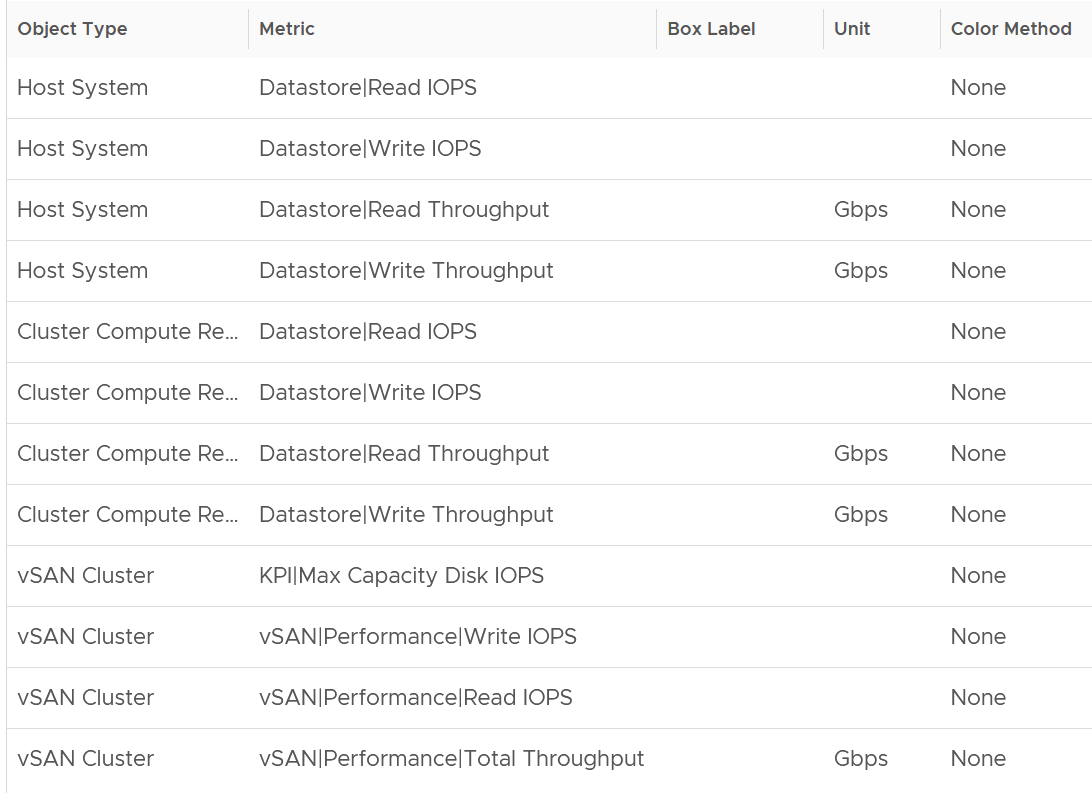 Object Type Metric Box Label Unit Color Method
Host System Datastore|Read IOPS None
Host System Datastore|Write IOPS None
Host System Datastore|Read Throughput Gbps None
Host System Datastore|Write Throughput Gbps None
Cluster Compute Re... Datastore|Read IOPS None
Cluster Compute Re... Datastore|Write IOPS None
Cluster Compute Re... Datastore|Read Throughput Gbps None
Cluster Compute Re... Datastore|Write Throughput Gbps None
vSAN Cluster KPI|Max Capacity Disk IOPS None
vSAN Cluster vSAN|Performance|Write IOPS None
vSAN Cluster vSAN|Performance|Read IOPS None
vSAN Cluster vSAN|Performance|Total Throughput Gbps None